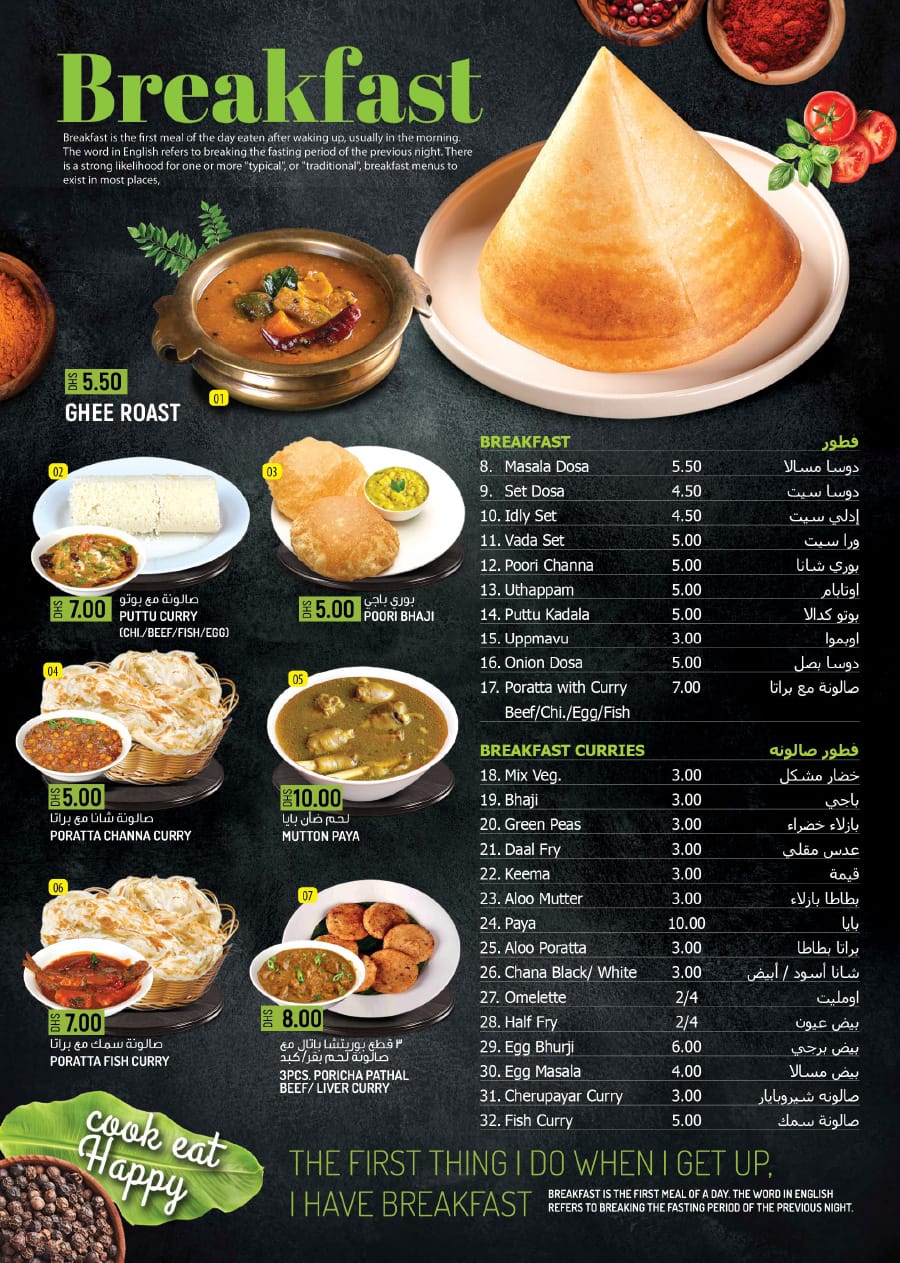 Breakfast
Breakfast is the first meal of the day eaten after waking up, usually in the morning.
The word in English refers to breaking the fasting period of the previous night. There
is a strong likelihood for one or more "typical", or "traditional", breakfast menus to
exist in most places,
DHS 5.50
GHEE ROAST
01
02
DHS 7.00
صالونة مع بوتو
PUTTU CURRY
(CHI./BEEF/FISH/EGG)
03
DHS 5.00
بوري باجي
POORI BHAJI
04
DHS 5.00
صالونة شانا مع براتا
PORATTA CHANNA CURRY
05
DHS 10.00
لحم ضان بايا
MUTTON PAYA
06
DHS 7.00
صالونة سمك مع براتا
PORATTA FISH CURRY
07
DHS 8.00
٣ قطع بوريتشا باتال مع
صالونة لحم بقر/كبد
3PCS. PORICHA PATHAL
BEEF/ LIVER CURRY
BREAKFAST فطور
8. Masala Dosa 5.50 دوسا مسالا
9. Set Dosa 4.50 دوسا سيت
10. Idly Set 4.50 إدلي سيت
11. Vada Set 5.00 ورا سيت
12. Poori Channa 5.00 بوري شانا
13. Uthappam 5.00 اوتابام
14. Puttu Kadala 5.00 بوتو كدالا
15. Uppmavu 3.00 اوبموا
16. Onion Dosa 5.00 دوسا بصل
17. Poratta with Curry 7.00 صالونة مع براتا
Beef/Chi./Egg/Fish
BREAKFAST CURRIES فطور صالونه
18. Mix Veg. 3.00 خضار مشكل
19. Bhaji 3.00 باجي
20. Green Peas 3.00 بازلاء خضراء
21. Daal Fry 3.00 عدس مقلي
22. Keema 3.00 قيمة
23. Aloo Mutter 3.00 بطاطا بازلاء
24. Paya 10.00 بايا
25. Aloo Poratta 3.00 براتا بطاطا
26. Chana Black/ White 3.00 شانا أسود / أبيض
27. Omelette 2/4 اومليت
28. Half Fry 2/4 بيض عيون
29. Egg Bhurji 6.00 بيض برجي
30. Egg Masala 4.00 بيض مسالا
31. Cherupayar Curry 3.00 صالونه شيروبايار
32. Fish Curry 5.00 صالونة سمك
cook eat
Happy
THE FIRST THING I DO WHEN I GET UP,
I HAVE BREAKFAST
BREAKFAST IS THE FIRST MEAL OF A DAY. THE WORD IN ENGLISH
REFERS TO BREAKING THE FASTING PERIOD OF THE PREVIOUS NIGHT.